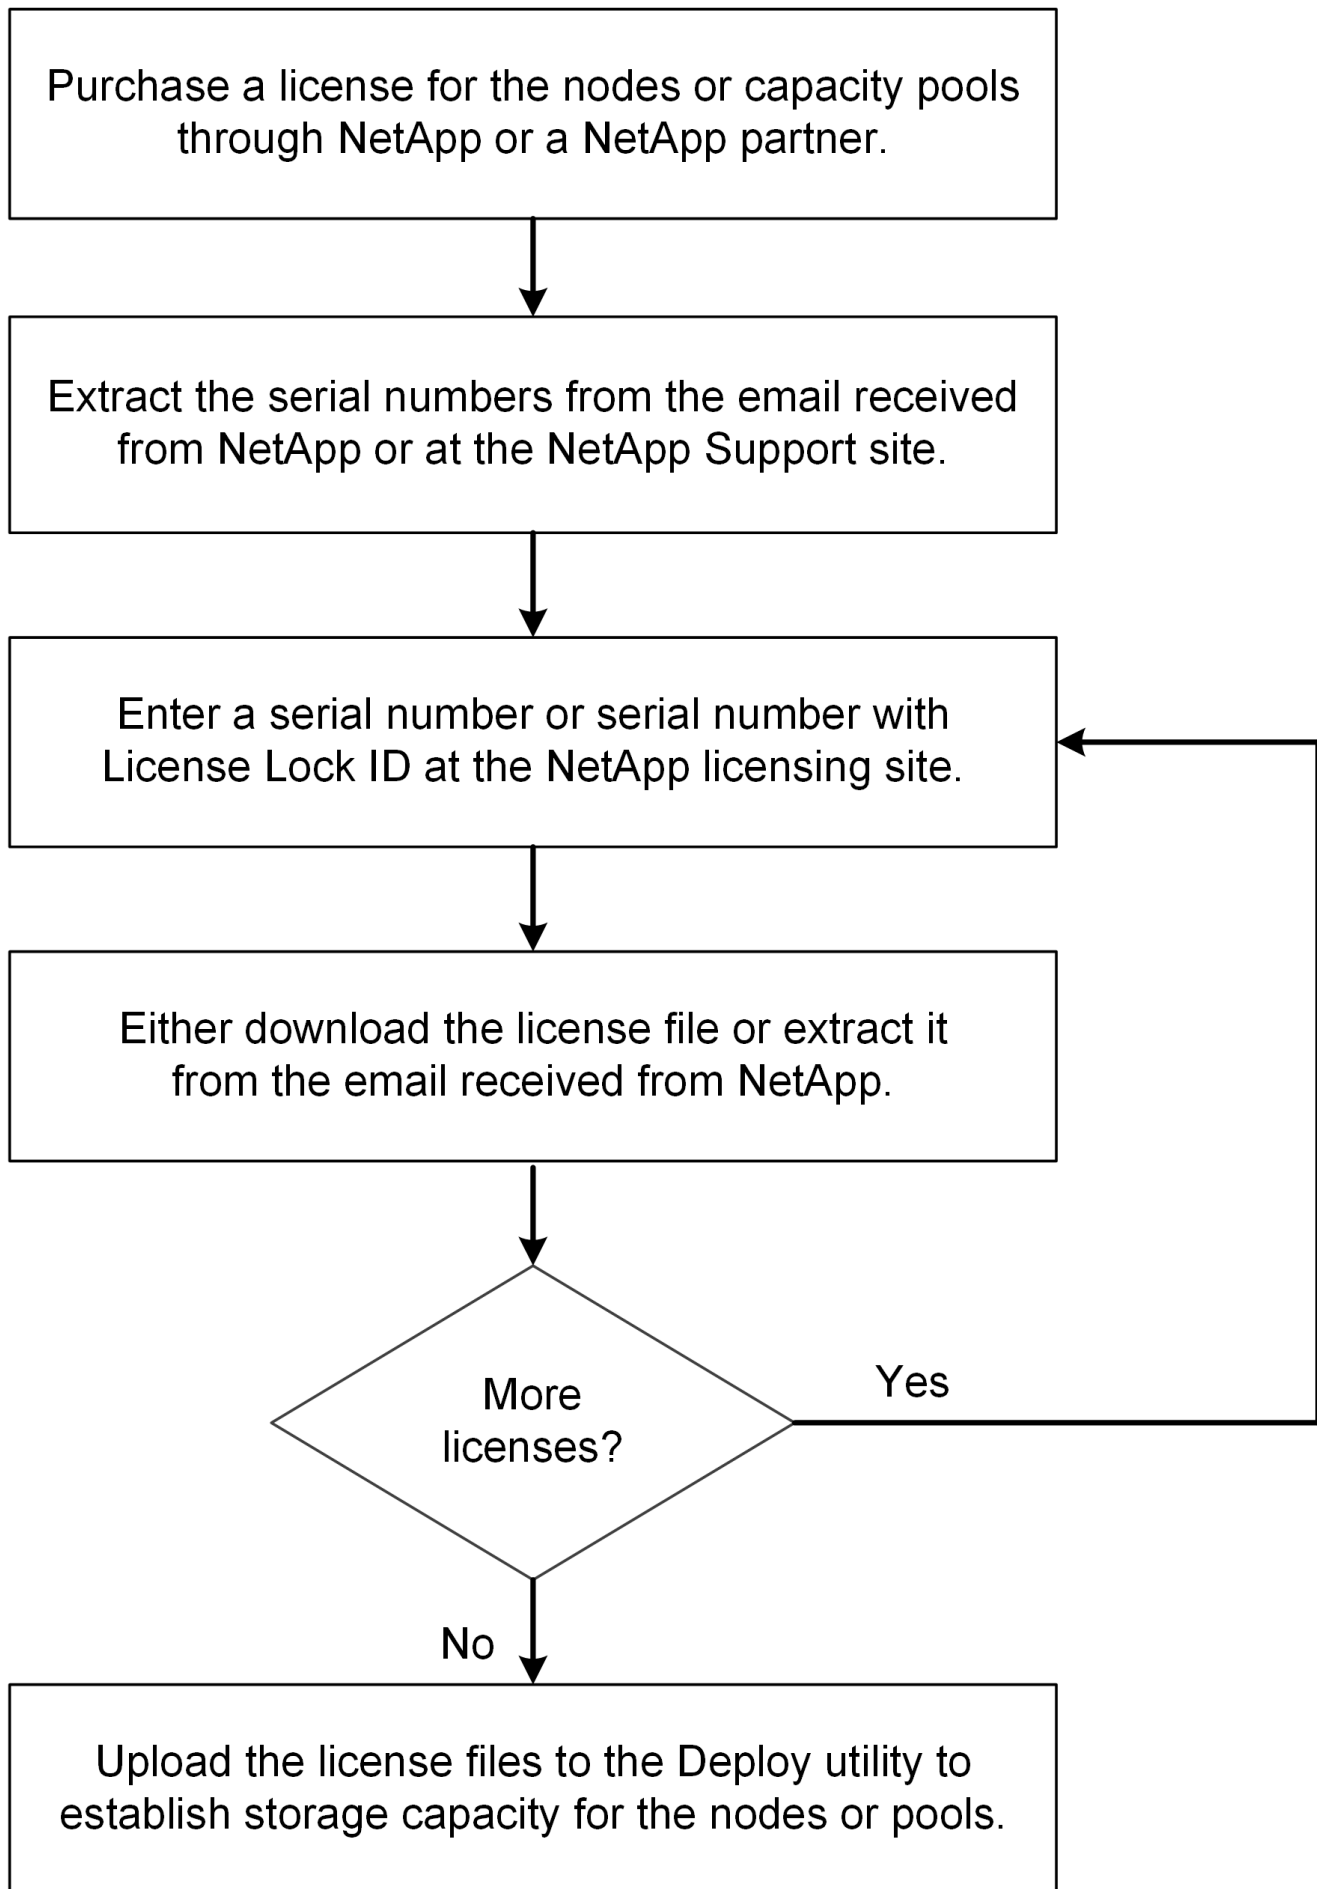 Purchase a license for the nodes or capacity pools
through NetApp or a NetApp partner.
Extract the serial numbers from the email received
from NetApp or at the NetApp Support site.
Enter a serial number or serial number with
License Lock ID at the NetApp licensing site.
Either download the license file or extract it
from the email received from NetApp.
More
licenses?
Yes
No
Upload the license files to the Deploy utility to
establish storage capacity for the nodes or pools.